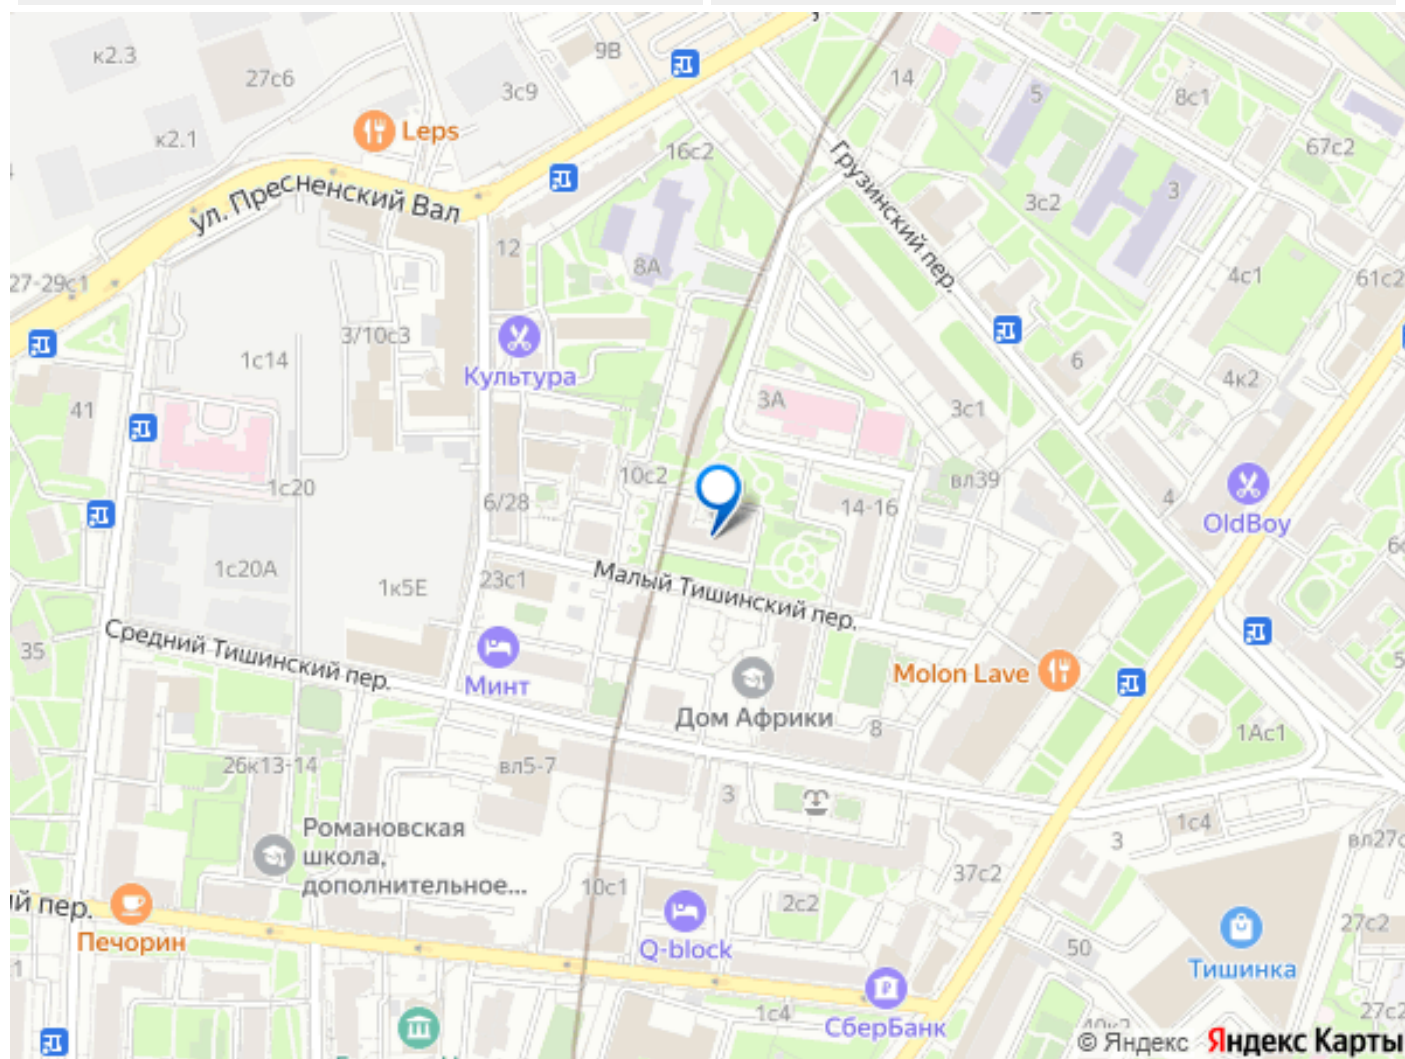 к2.3
27с6
9В
3с9
14
5
8с1
Leps
к2.1
16с2
67с2
ул. Пресненский Вал
Грузинский пер.
3с2
3
12
8А
27-29с1
4с1
61с2
3/10с3
1с14
Культура
6
4к2
41
3А
3с1
1с20
10с2
6/28
вл39
14-16
4
OldBoy
1с20А
1к5Е
23с1
Малый Тишинский пер.
35
Средний Тишинский пер.
Минт
Molon Lave
Дом Африки
8
1Ас1
26к13-14
вл5-7
3
1с4
3
Романовская
школа,
дополнительное...
37с2
вл27с
10с1
2с2
й пер.
Печорин
Q-block
50
27с2
Тишинка
1с4
СберБанк
27с2
© Яндекс Яндекс Карты